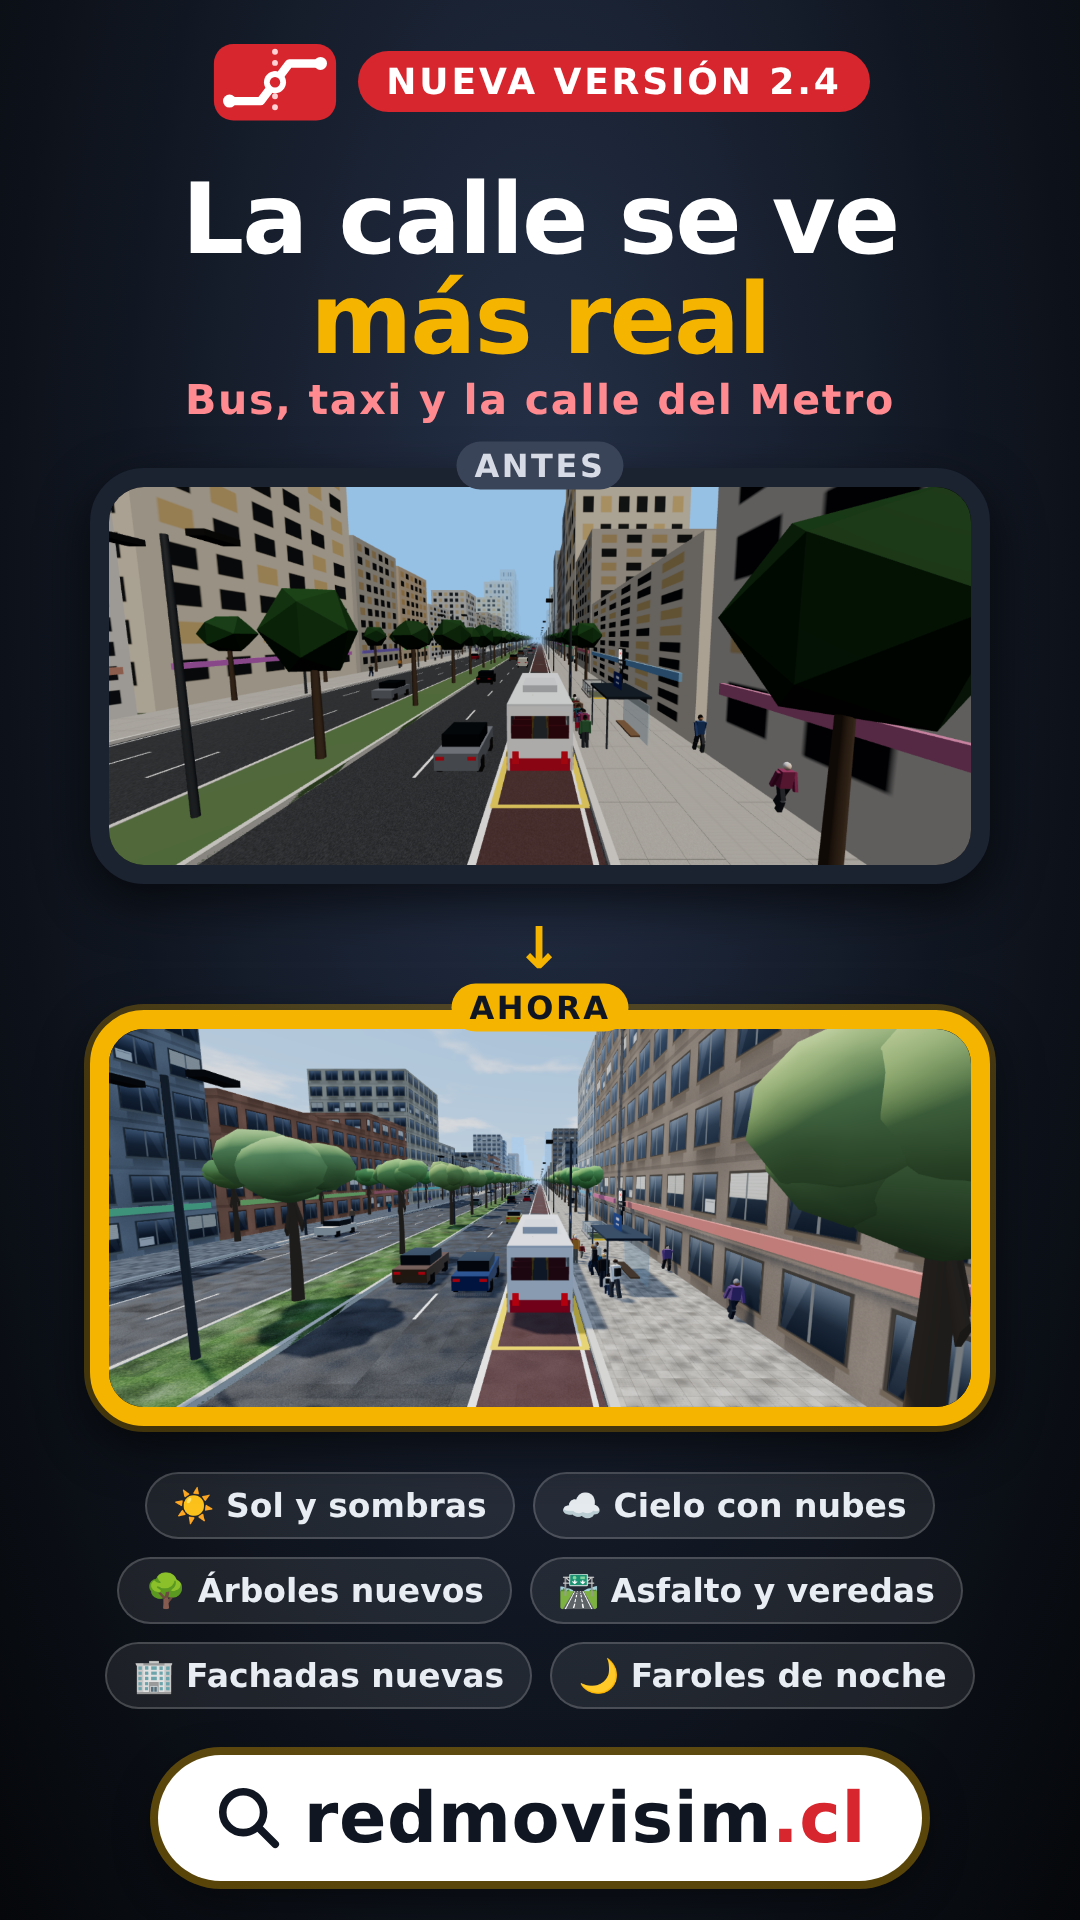 NUEVA VERSIÓN 2.4
La calle se ve
más real
Bus, taxi y la calle del Metro
ANTES
↓
AHORA
Sol y sombras
Cielo con nubes
Árboles nuevos
Asfalto y veredas
Fachadas nuevas
Faroles de noche
redmovisim.cl